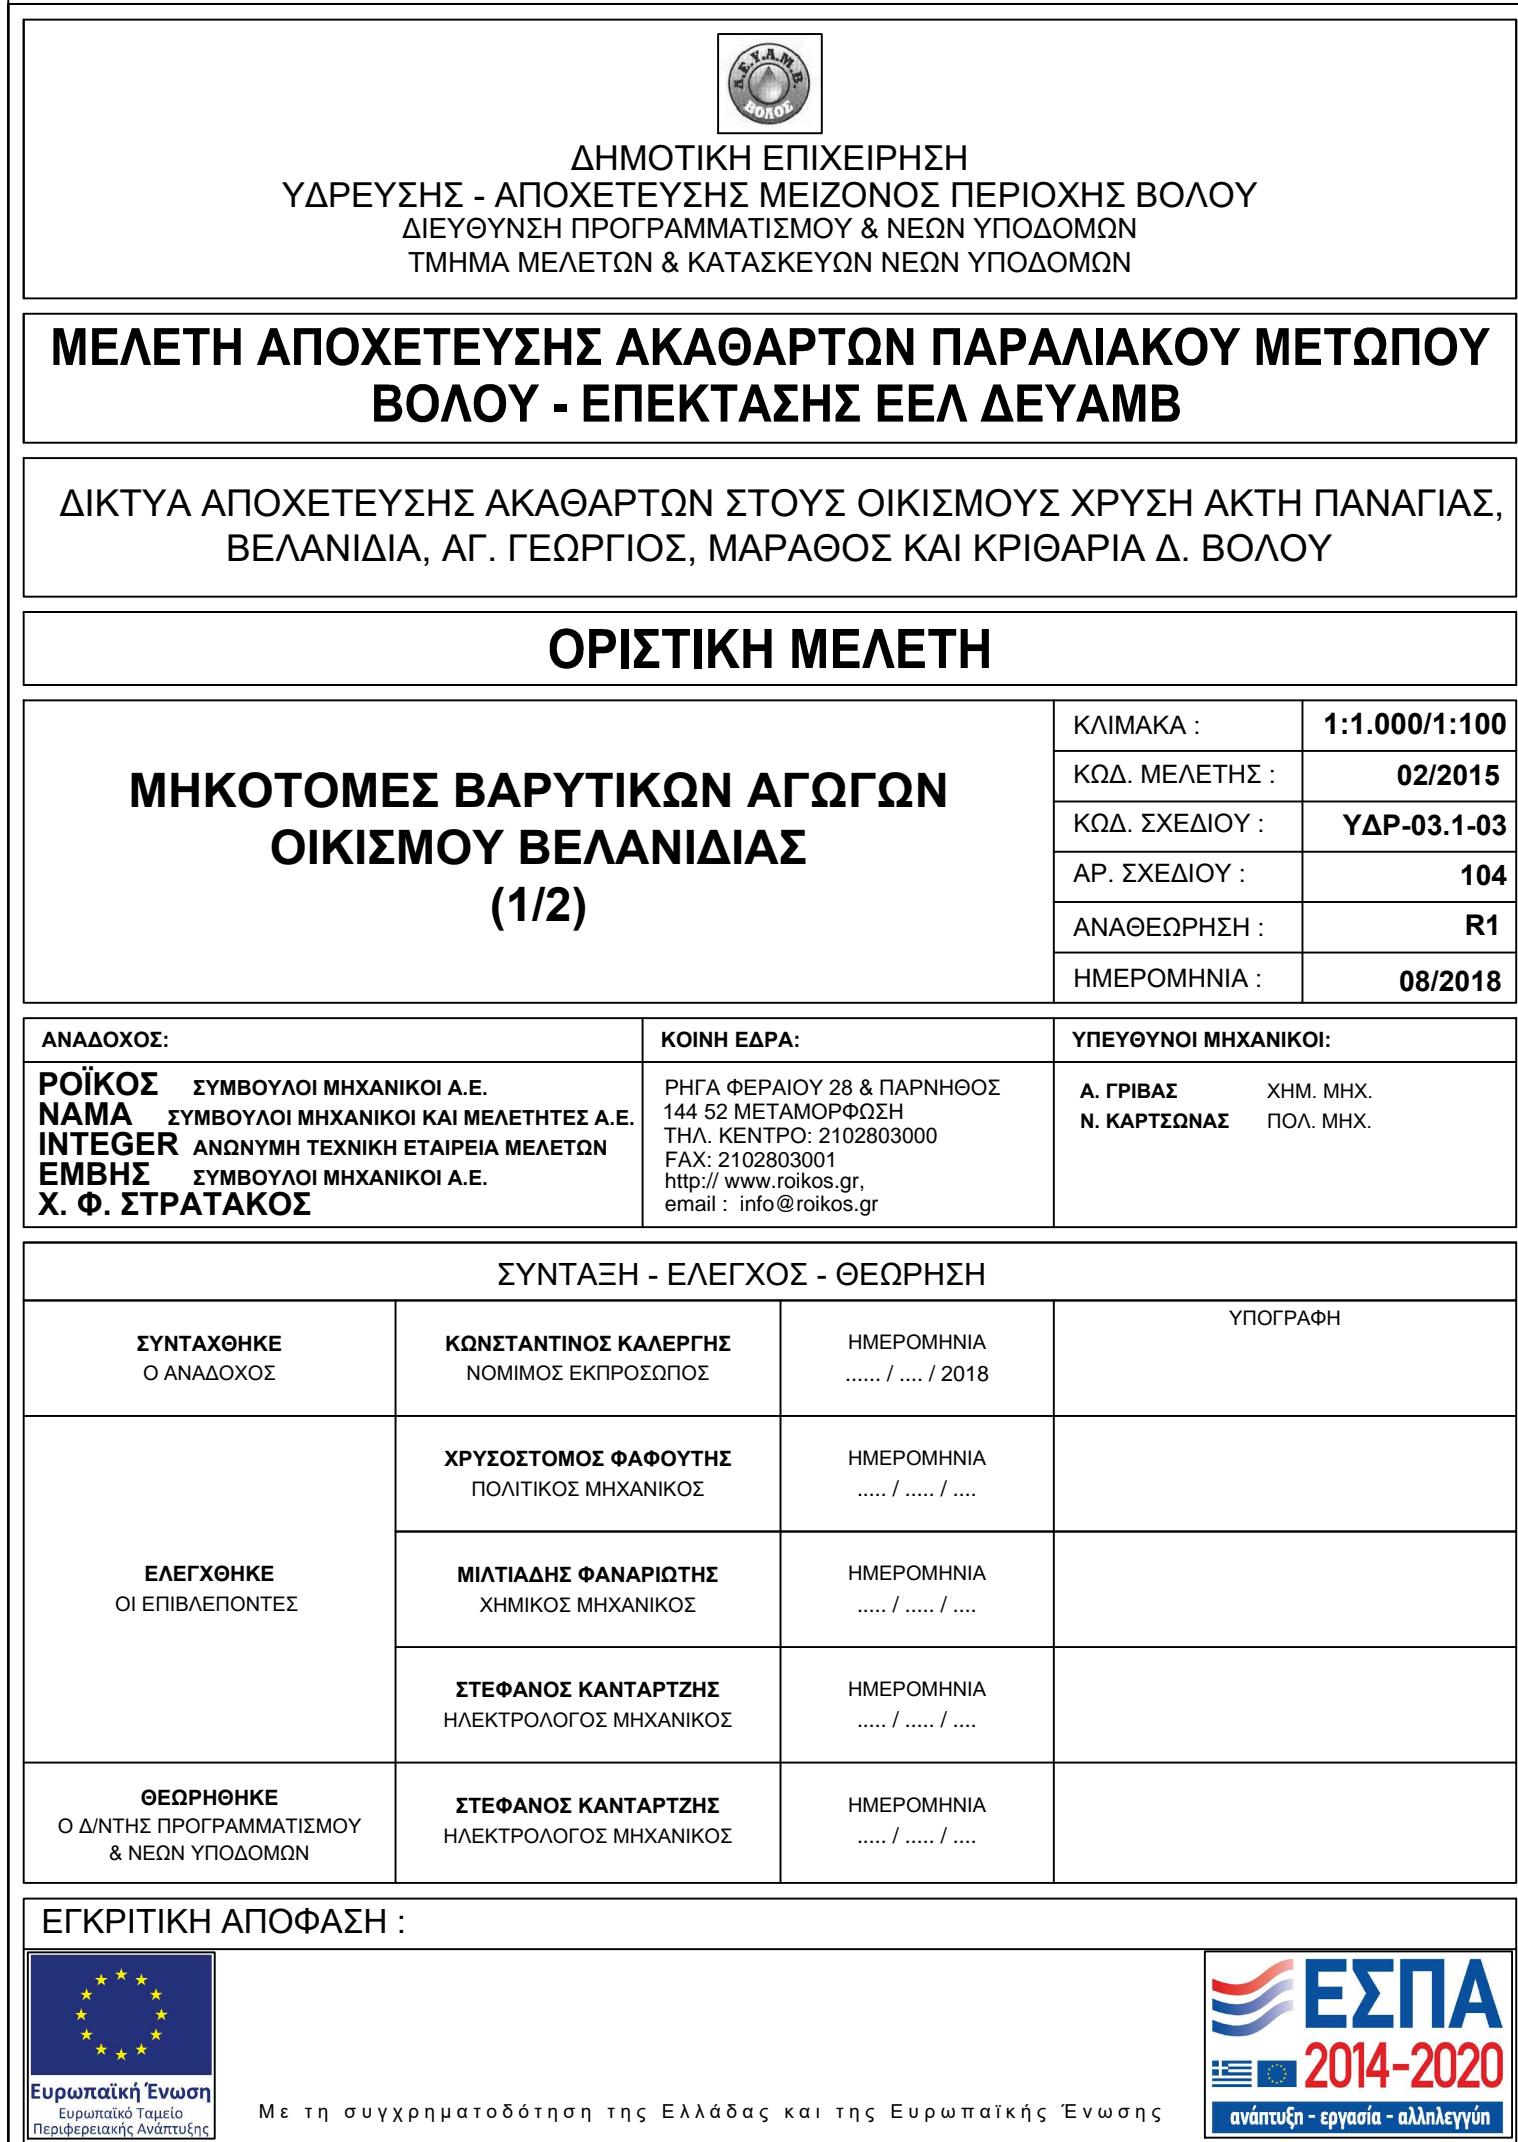 Δ.Ε.Υ.Α.Μ.Β.
ΒΟΛΟΣ
ΔΗΜΟΤΙΚΗ ΕΠΙΧΕΙΡΗΣΗ
ΥΔΡΕΥΣΗΣ - ΑΠΟΧΕΤΕΥΣΗΣ ΜΕΙΖΟΝΟΣ ΠΕΡΙΟΧΗΣ ΒΟΛΟΥ
ΔΙΕΥΘΥΝΣΗ ΠΡΟΓΡΑΜΜΑΤΙΣΜΟΥ & ΝΕΩΝ ΥΠΟΔΟΜΩΝ
ΤΜΗΜΑ ΜΕΛΕΤΩΝ & ΚΑΤΑΣΚΕΥΩΝ ΝΕΩΝ ΥΠΟΔΟΜΩΝ
ΜΕΛΕΤΗ ΑΠΟΧΕΤΕΥΣΗΣ ΑΚΑΘΑΡΤΩΝ ΠΑΡΑΛΙΑΚΟΥ ΜΕΤΩΠΟΥ
ΒΟΛΟΥ - ΕΠΕΚΤΑΣΗΣ ΕΕΛ ΔΕΥΑΜΒ
ΔΙΚΤΥΑ ΑΠΟΧΕΤΕΥΣΗΣ ΑΚΑΘΑΡΤΩΝ ΣΤΟΥΣ ΟΙΚΙΣΜΟΥΣ ΧΡΥΣΗ ΑΚΤΗ ΠΑΝΑΓΙΑΣ,
ΒΕΛΑΝΙΔΙΑ, ΑΓ. ΓΕΩΡΓΙΟΣ, ΜΑΡΑΘΟΣ ΚΑΙ ΚΡΙΘΑΡΙΑ Δ. ΒΟΛΟΥ
ΟΡΙΣΤΙΚΗ ΜΕΛΕΤΗ
ΜΗΚΟΤΟΜΕΣ ΒΑΡΥΤΙΚΩΝ ΑΓΩΓΩΝ
ΟΙΚΙΣΜΟΥ ΒΕΛΑΝΙΔΙΑΣ
(1/2)
ΚΛΙΜΑΚΑ : 1:1.000/1:100
ΚΩΔ. ΜΕΛΕΤΗΣ : 02/2015
ΚΩΔ. ΣΧΕΔΙΟΥ : ΥΔΡ-03.1-03
ΑΡ. ΣΧΕΔΙΟΥ : 104
ΑΝΑΘΕΩΡΗΣΗ : R1
ΗΜΕΡΟΜΗΝΙΑ : 08/2018
ΑΝΑΔΟΧΟΣ:
ΡΟΪΚΟΣ ΣΥΜΒΟΥΛΟΙ ΜΗΧΑΝΙΚΟΙ Α.Ε.
ΝΑΜΑ ΣΥΜΒΟΥΛΟΙ ΜΗΧΑΝΙΚΟΙ ΚΑΙ ΜΕΛΕΤΗΤΕΣ Α.Ε.
INTEGER ΑΝΩΝΥΜΗ ΤΕΧΝΙΚΗ ΕΤΑΙΡΕΙΑ ΜΕΛΕΤΩΝ
ΕΜΒΗΣ ΣΥΜΒΟΥΛΟΙ ΜΗΧΑΝΙΚΟΙ Α.Ε.
Χ. Φ. ΣΤΡΑΤΑΚΟΣ
ΚΟΙΝΗ ΕΔΡΑ:
ΡΗΓΑ ΦΕΡΑΙΟΥ 28 & ΠΑΡΝΗΘΟΣ
144 52 ΜΕΤΑΜΟΡΦΩΣΗ
ΤΗΛ. ΚΕΝΤΡΟ: 2102803000
FAX: 2102803001
http:// www.roikos.gr,
email : info@roikos.gr
ΥΠΕΥΘΥΝΟΙ ΜΗΧΑΝΙΚΟΙ:
Α. ΓΡΙΒΑΣ ΧΗΜ. ΜΗΧ.
Ν. ΚΑΡΤΣΩΝΑΣ ΠΟΛ. ΜΗΧ.
ΣΥΝΤΑΞΗ - ΕΛΕΓΧΟΣ - ΘΕΩΡΗΣΗ
ΥΠΟΓΡΑΦΗ
ΣΥΝΤΑΧΘΗΚΕ
Ο ΑΝΑΔΟΧΟΣ
ΚΩΝΣΤΑΝΤΙΝΟΣ ΚΑΛΕΡΓΗΣ
ΝΟΜΙΜΟΣ ΕΚΠΡΟΣΩΠΟΣ
ΗΜΕΡΟΜΗΝΙΑ
...... / .... / 2018
ΕΛΕΓΧΘΗΚΕ
ΟΙ ΕΠΙΒΛΕΠΟΝΤΕΣ
ΧΡΥΣΟΣΤΟΜΟΣ ΦΑΦΟΥΤΗΣ
ΠΟΛΙΤΙΚΟΣ ΜΗΧΑΝΙΚΟΣ
ΗΜΕΡΟΜΗΝΙΑ
..... / ..... / ....
ΜΙΛΤΙΑΔΗΣ ΦΑΝΑΡΙΩΤΗΣ
ΧΗΜΙΚΟΣ ΜΗΧΑΝΙΚΟΣ
ΗΜΕΡΟΜΗΝΙΑ
..... / ..... / ....
ΣΤΕΦΑΝΟΣ ΚΑΝΤΑΡΤΖΗΣ
ΗΛΕΚΤΡΟΛΟΓΟΣ ΜΗΧΑΝΙΚΟΣ
ΗΜΕΡΟΜΗΝΙΑ
..... / ..... / ....
ΘΕΩΡΗΘΗΚΕ
Ο Δ/ΝΤΗΣ ΠΡΟΓΡΑΜΜΑΤΙΣΜΟΥ
& ΝΕΩΝ ΥΠΟΔΟΜΩΝ
ΣΤΕΦΑΝΟΣ ΚΑΝΤΑΡΤΖΗΣ
ΗΛΕΚΤΡΟΛΟΓΟΣ ΜΗΧΑΝΙΚΟΣ
ΗΜΕΡΟΜΗΝΙΑ
..... / ..... / ....
ΕΓΚΡΙΤΙΚΗ ΑΠΟΦΑΣΗ :
Ευρωπαϊκή Ένωση
Ευρωπαϊκό Ταμείο
Περιφερειακής Ανάπτυξης
Με τη συγχρηματοδότηση της Ελλάδας και της Ευρωπαϊκής Ένωσης
ΕΣΠΑ
2014-2020
ανάπτυξη - εργασία - αλληλεγγύη